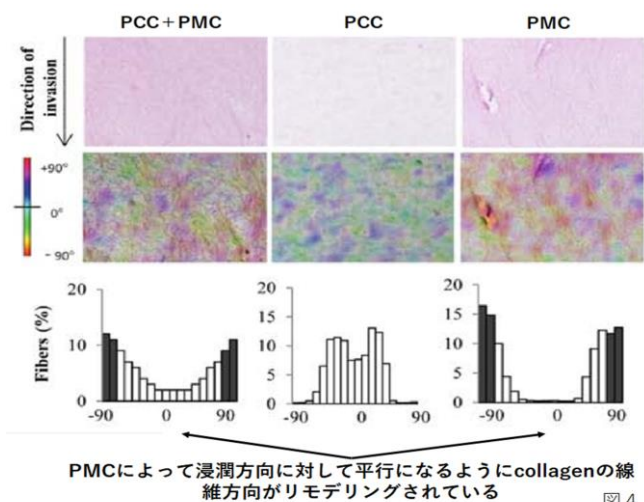 PCC＋PMC PCC PMC
Direction of
invasion
+90°
0°
- 90°
Fibers (%)
20 20 20
15
10 10 10
5
0 0 0
-90 0 90 -90 0 90 -90 0 90
PMCによって浸潤方向に対して平行になるようにcollagenの線
維方向がリモデリングされている
図4